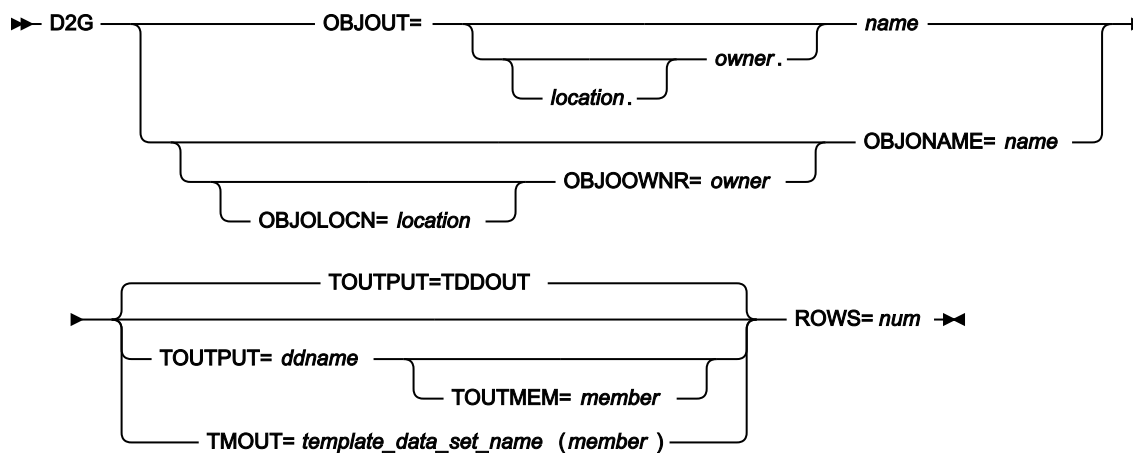 D2G OBJOUT= name
owner.
location.
OBJONAME= name
OBJOOWNR= owner
OBJOLOCN= location
TOUTPUT=TDDOUT
ROWS= num
TOUTPUT= ddname
TOUTMEM= member
TMOUT= template_data_set_name (member )